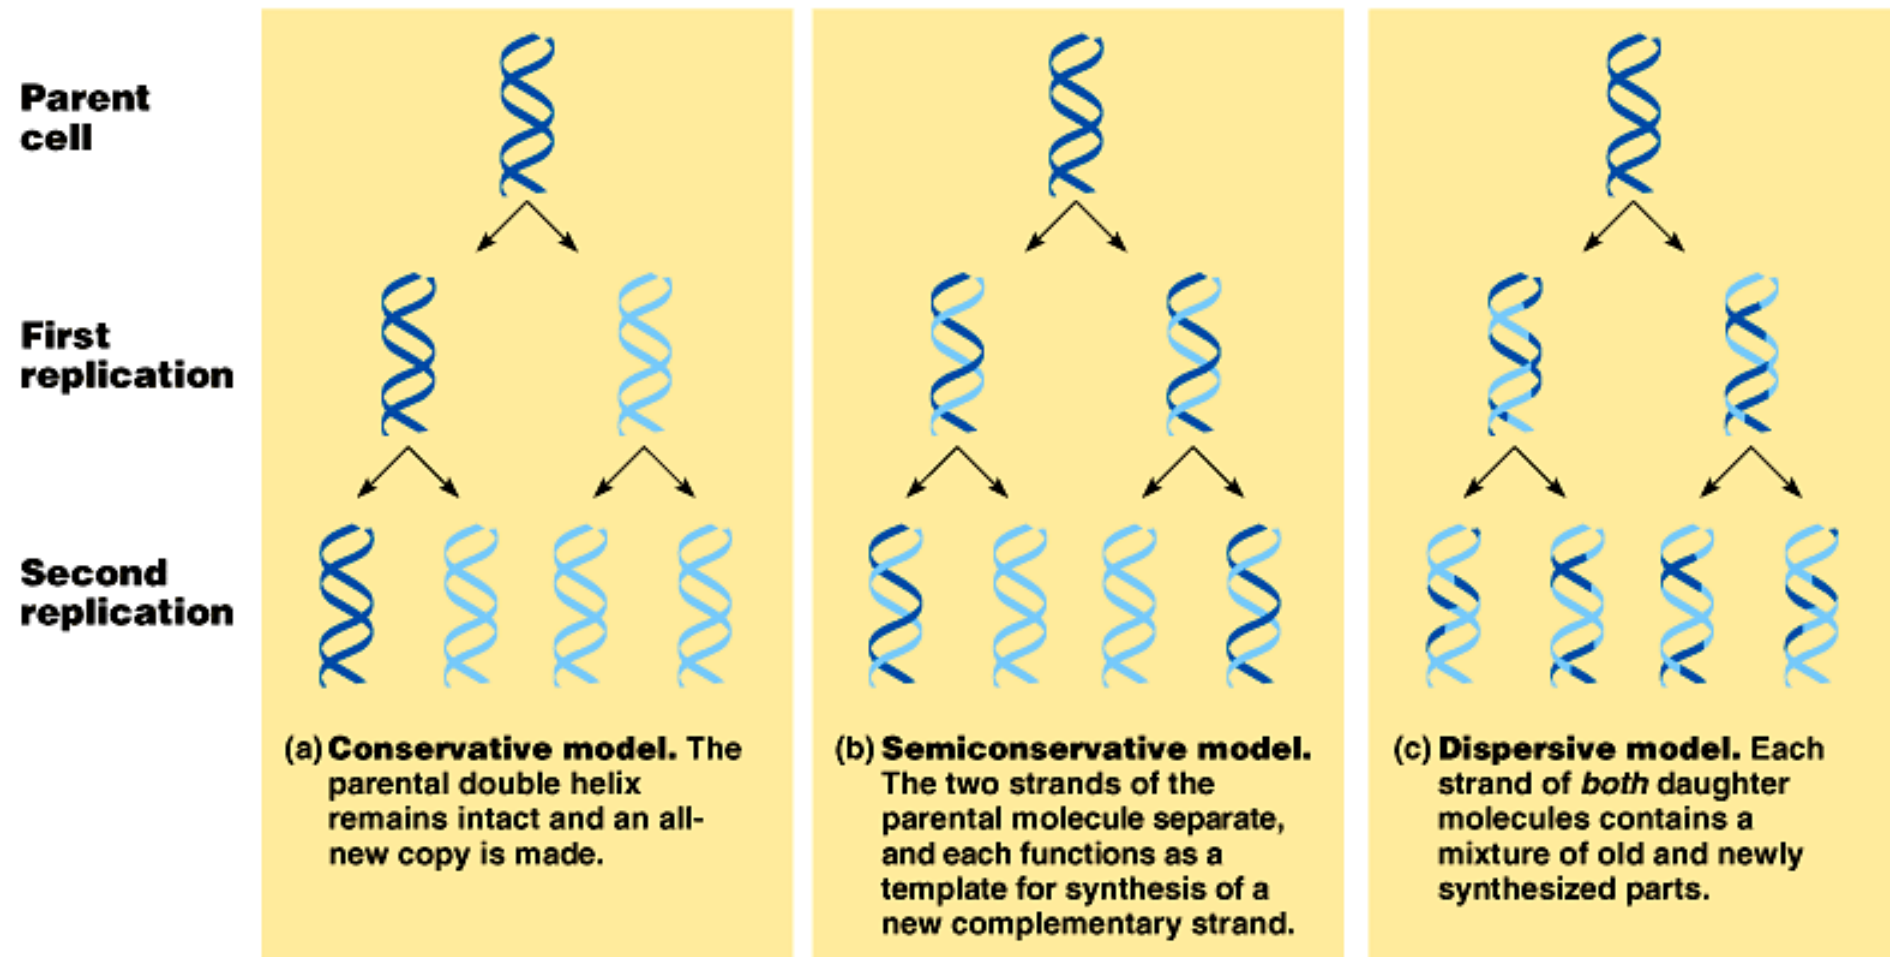 Parent
cell
First
replication
Second
replication
(a) Conservative model. The
parental double helix
remains intact and an all-
new copy is made.
(b) Semiconservative model.
The two strands of the
parental molecule separate,
and each functions as a
template for synthesis of a
new complementary strand.
(c) Dispersive model. Each
strand of both daughter
molecules contains a
mixture of old and newly
synthesized parts.